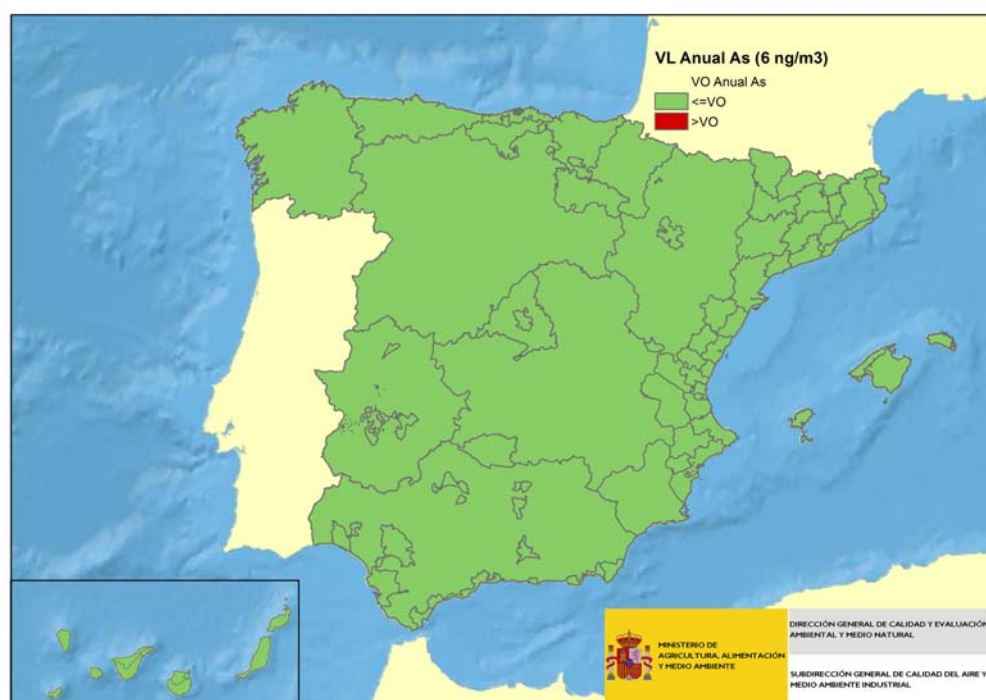 VL Anual As (6 ng/m3)
VO Anual As
<=VO
>VO
MINISTERIO DE
AGRICULTURA, ALIMENTACIÓN
Y MEDIO AMBIENTE
DIRECCIÓN GENERAL DE CALIDAD Y EVALUACIÓN
AMBIENTAL Y MEDIO NATURAL
SUBDIRECCIÓN GENERAL DE CALIDAD DEL AIRE Y
MEDIO AMBIENTE INDUSTRIAL